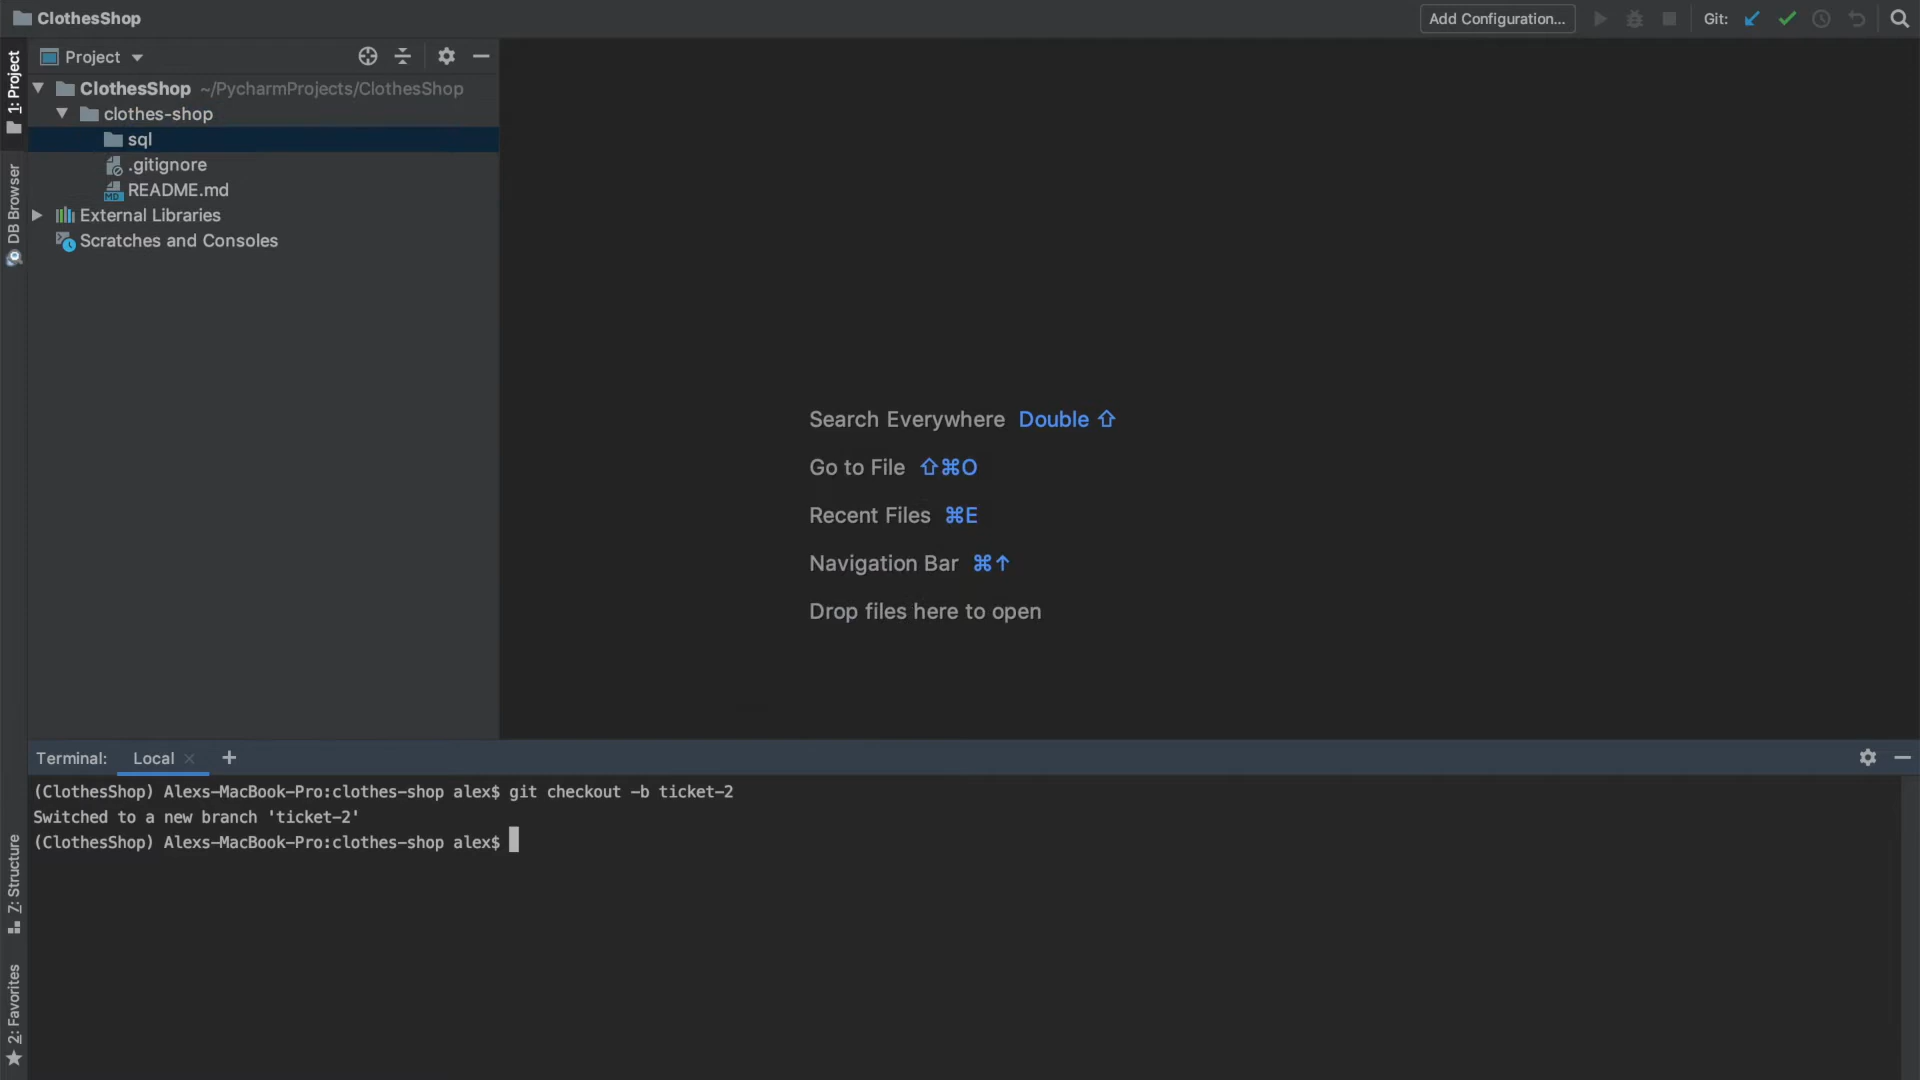 ClothesShop
Add Configuration...
Git:
1: Project
Project
ClothesShop ~/PycharmProjects/ClothesShop
clothes-shop
sql
.gitignore
MD
README.md
External Libraries
Scratches and Consoles
DB Browser
Search Everywhere Double ⇧
Go to File ⇧⌘O
Recent Files ⌘E
Navigation Bar ⌘↑
Drop files here to open
Terminal: Local × +
(ClothesShop) Alexs-MacBook-Pro:clothes-shop alex$ git checkout -b ticket-2
Switched to a new branch 'ticket-2'
(ClothesShop) Alexs-MacBook-Pro:clothes-shop alex$
7: Structure
2: Favorites